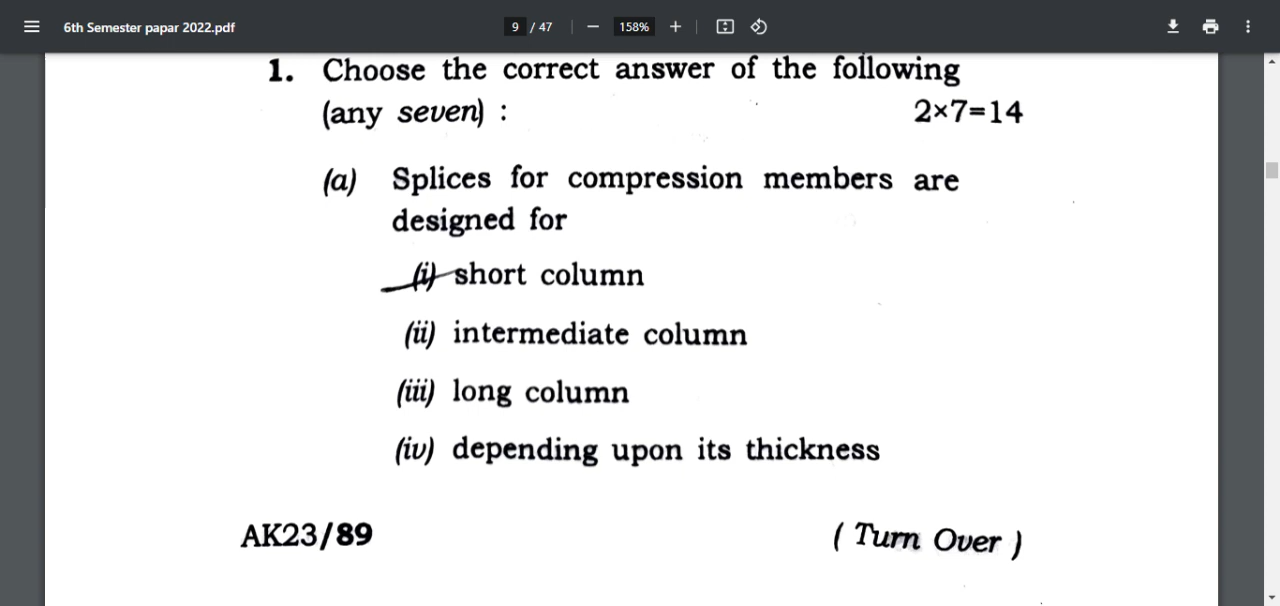 6th Semester papar 2022.pdf 9 / 47 158%
1. Choose the correct answer of the following
(any seven) : 2×7=14
(a) Splices for compression members are
designed for
(i) short column
(ii) intermediate column
(iii) long column
(iv) depending upon its thickness
AK23/89 ( Turn Over )